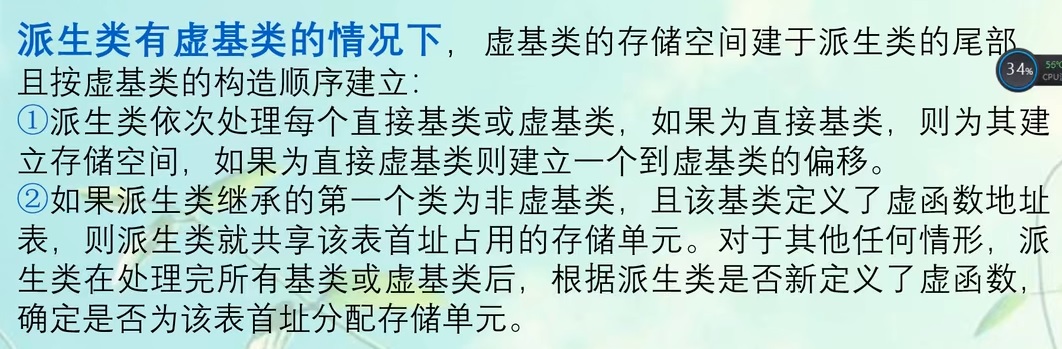 派生类有虚基类的情况下， 虚基类的存储空间建于派生类的尾部，
且按虚基类的构造顺序建立：
①派生类依次处理每个直接基类或虚基类，如果为直接基类，则为其建
立存储空间，如果为直接虚基类则建立一个到虚基类的偏移。
②如果派生类继承的第一个类为非虚基类，且该基类定义了虚函数地址
表，则派生类就共享该表首址占用的存储单元。对于其他任何情形，派
生类在处理完所有基类或虚基类后，根据派生类是否新定义了虚函数，
确定是否为该表首址分配存储单元。
34%
56°C
CPU